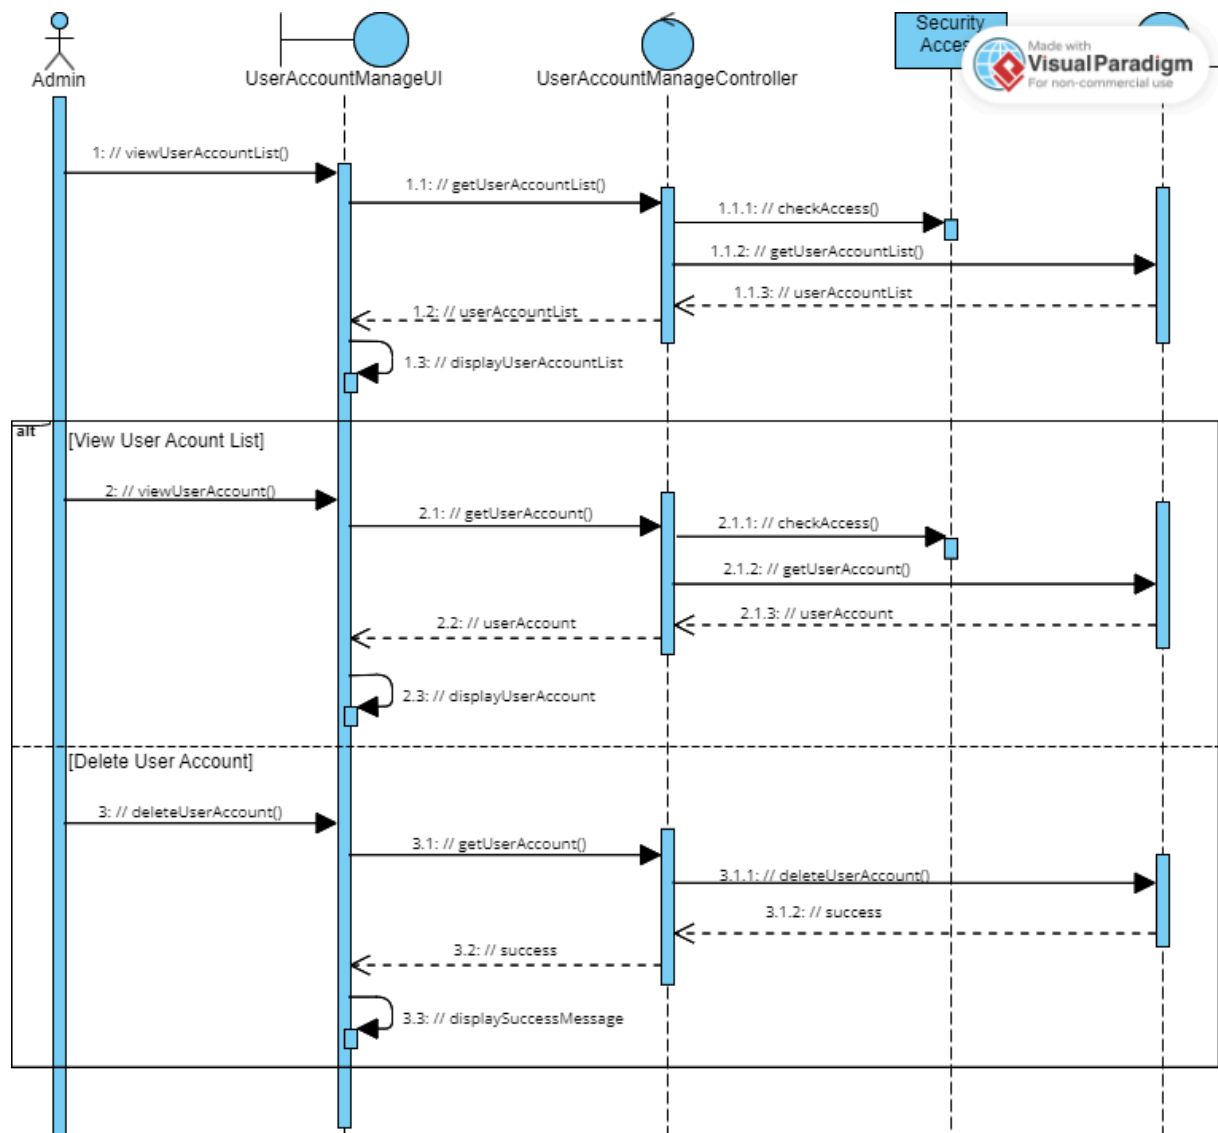 Security
Acces
Made with
VisualParadigm
For non-commercial use
Admin
UserAccountManageUI
UserAccountManageController
1: // viewUserAccountList()
1.1: // getUserAccountList()
1.1.1: // checkAccess()
1.1.2: // getUserAccountList()
1.1.3: // userAccountList
1.2: // userAccountList
1.3: // displayUserAccountList
alt
[View User Acount List]
2: // viewUserAccount()
2.1: // getUserAccount()
2.1.1: // checkAccess()
2.1.2: // getUserAccount()
2.1.3: // userAccount
2.2: // userAccount
2.3: // displayUserAccount
[Delete User Account]
3: // deleteUserAccount()
3.1: // getUserAccount()
3.1.1: // deleteUserAccount()
3.1.2: // success
3.2: // success
3.3: // displaySuccessMessage